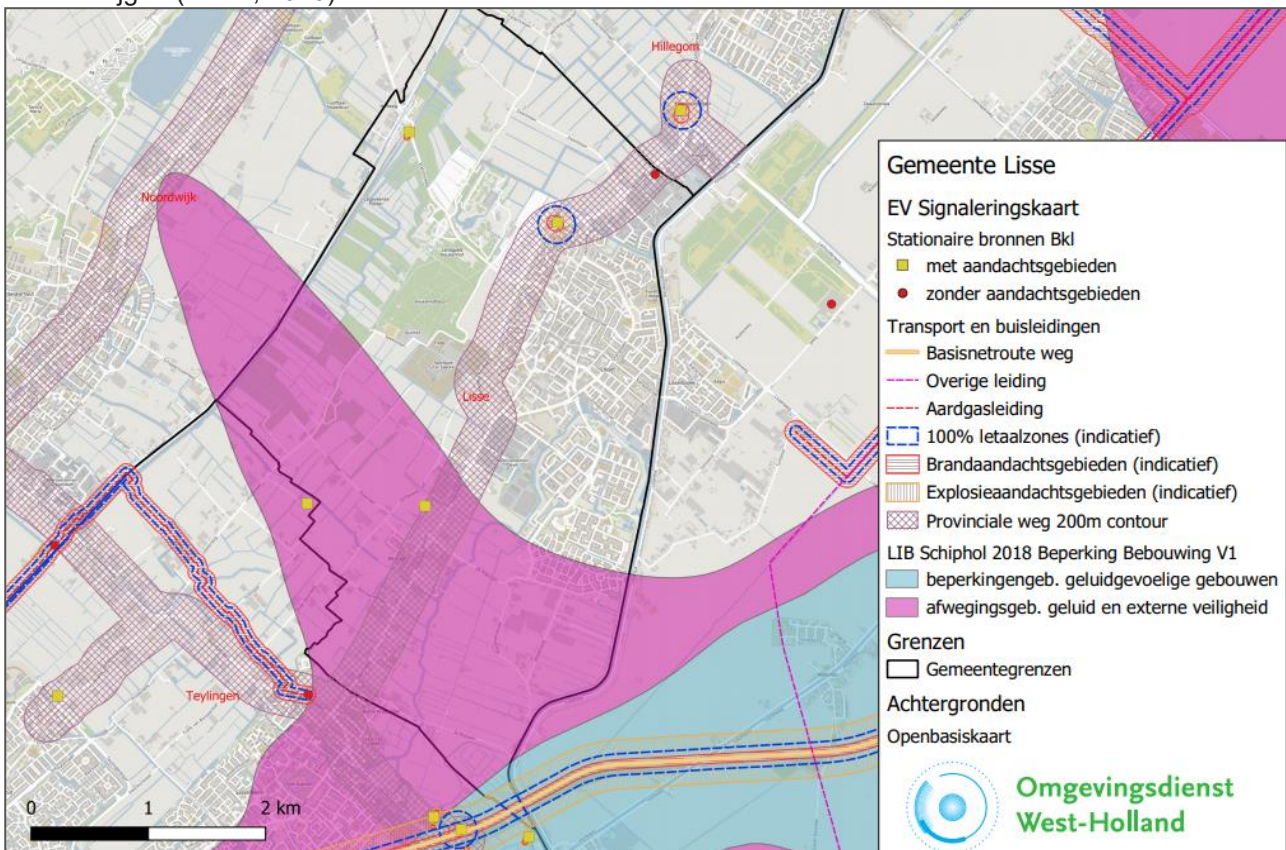 Hillegom
Noordwijk
Lisse
Teylingen
0 1 2 km
Gemeente Lisse
EV Signaleringskaart
Stationaire bronnen Bkl
met aandachtsgebieden
zonder aandachtsgebieden
Transport en buisleidingen
Basisnetroute weg
Overige leiding
Aardgasleiding
100% letaalzones (indicatief)
Brandaandachtsgebieden (indicatief)
Explosieaandachtsgebieden (indicatief)
Provinciale weg 200m contour
LIB Schiphol 2018 Beperking Bebouwing V1
beperkingengeb. geluidgevoelige gebouwen
afwegingsgeb. geluid en externe veiligheid
Grenzen
Gemeentegrenzen
Achtergronden
Openbasiskaart
Omgevingsdienst
West-Holland